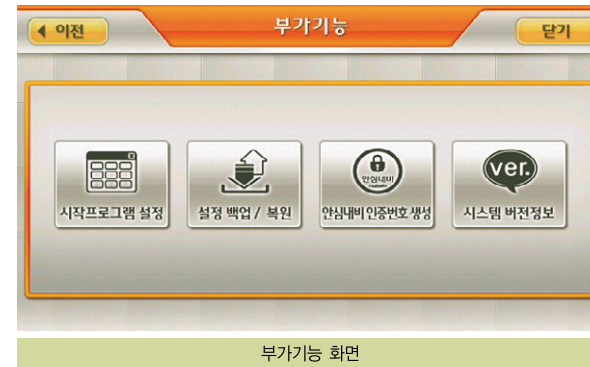 이전
부가기능
닫기
안심내비
ver.
시작프로그램 설정
설정 백업 / 복원
안심내비 인증번호 생성
시스템 버전정보
부가기능 화면